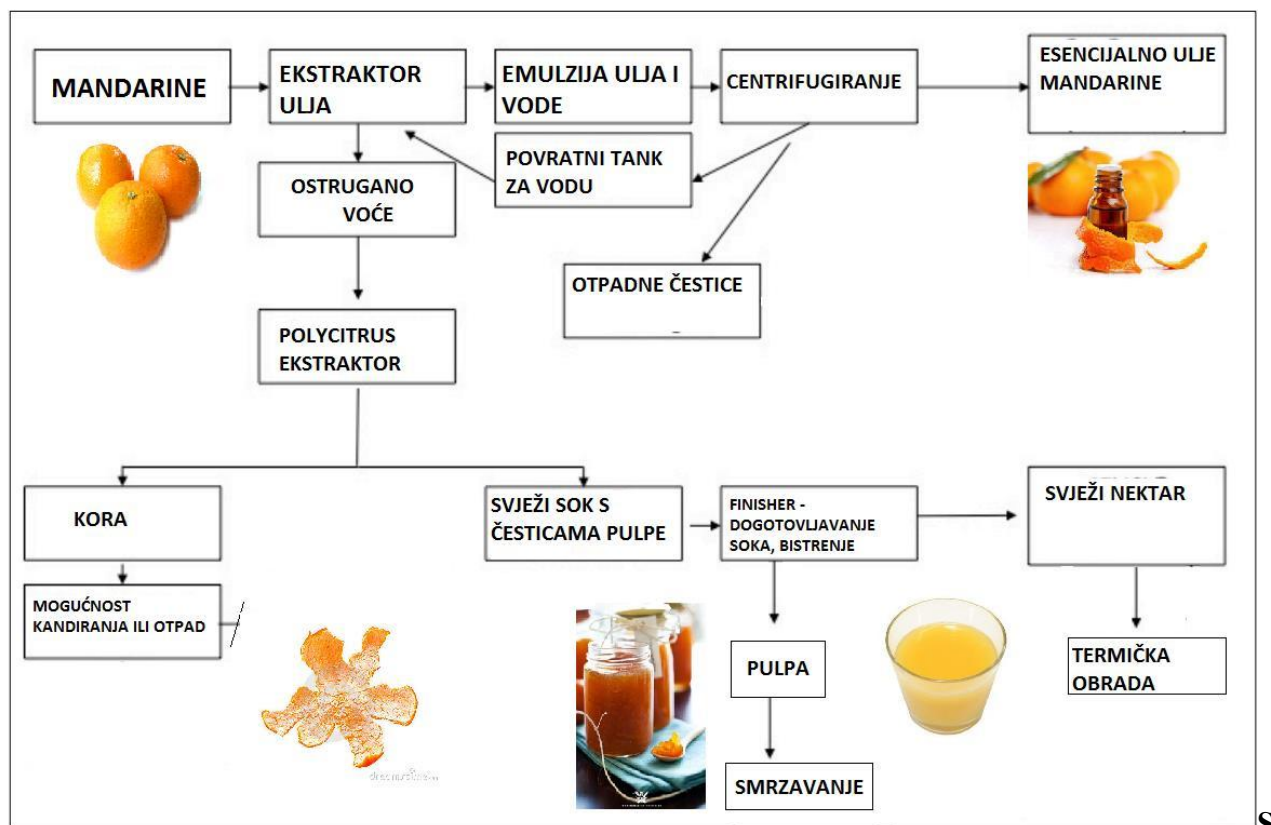 MANDARINE
EKSTRAKTOR
ULJA
EMULZIJA ULJA I
VODE
CENTRIFUGIRANJE
ESENCIJALNO ULJE
MANDARINE
POVRATNI TANK
ZA VODU
OSTRUGANO
VOĆE
OTPADNE ČESTICE
POLYCITRUS
EKSTRAKTOR
KORA
SVJEŽI SOK S
ČESTICAMA PULPE
FINISHER -
DOGOTOVLJAVANJE
SOKA, BISTRENJE
SVJEŽI NEKTAR
MOGUĆNOST
KANDIRANJA ILI OTPAD
PULPA
TERMIČKA
OBRADA
SMRZAVANJE
S